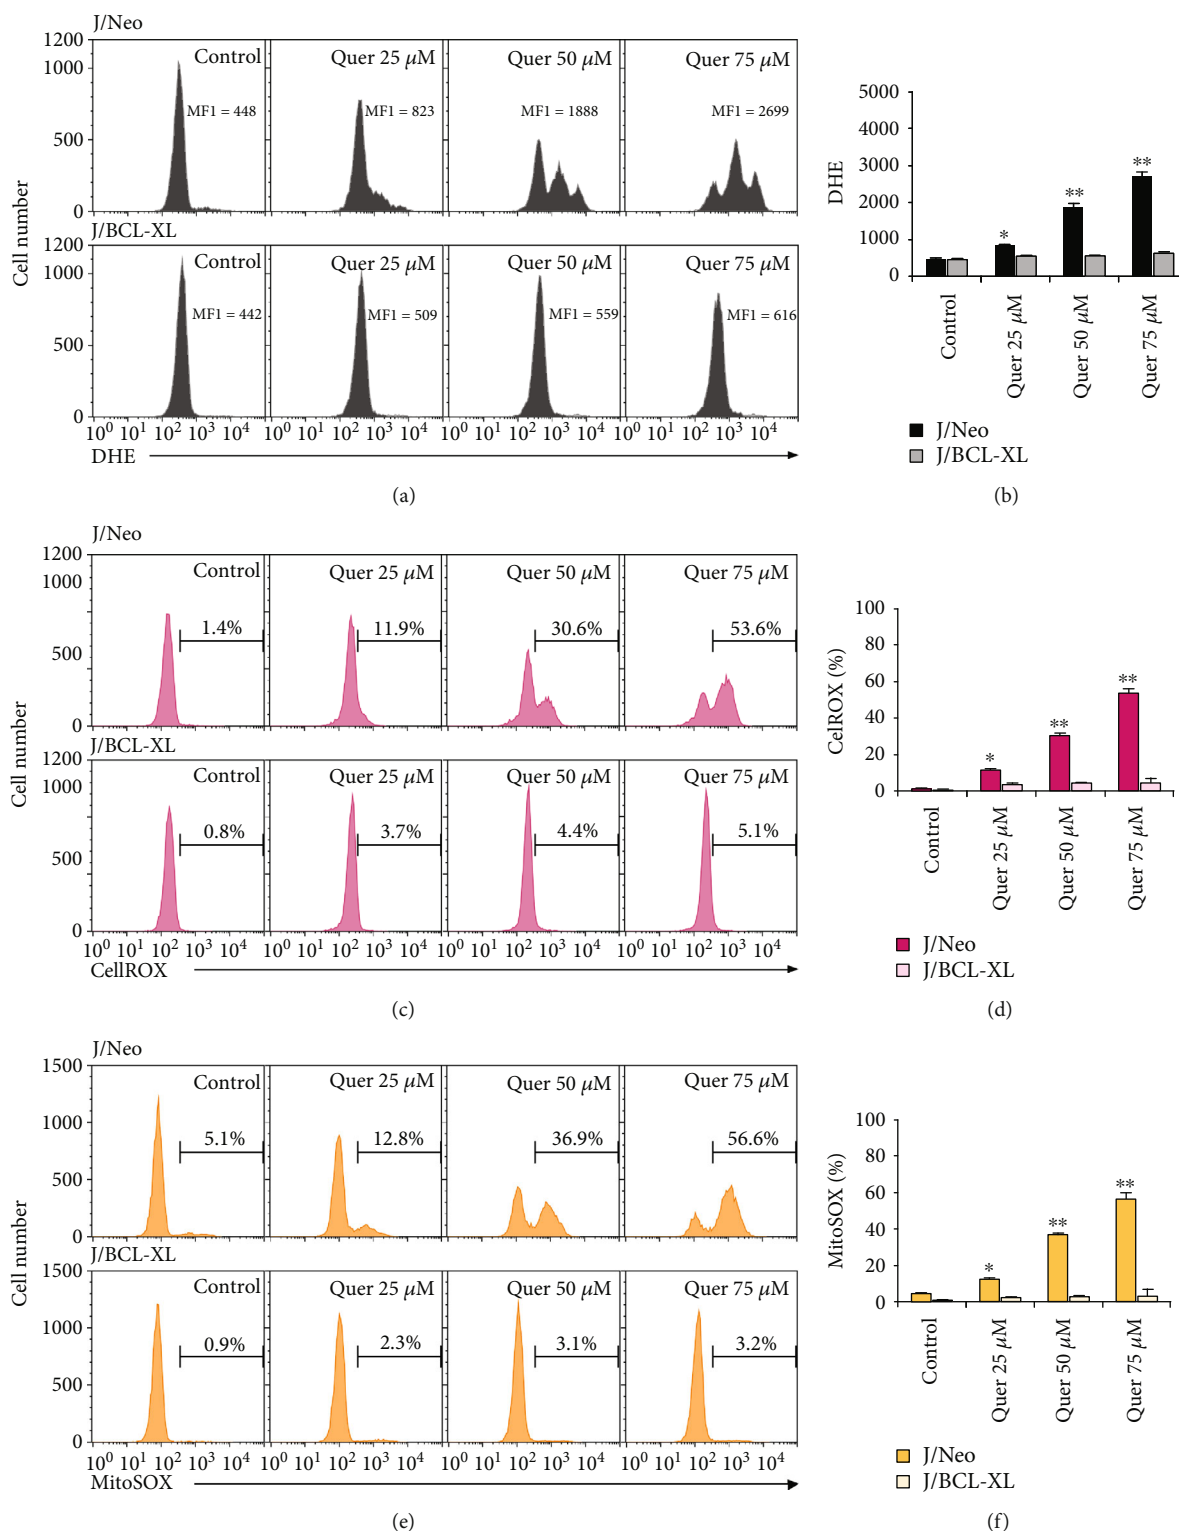 J/Neo
1200
1000
500
0
Control
MF1 = 448
Quer 25 μM
MF1 = 823
Quer 50 μM
MF1 = 1888
Quer 75 μM
MF1 = 2699
J/BCL-XL
1200
1000
500
0
Control
MF1 = 442
Quer 25 μM
MF1 = 509
Quer 50 μM
MF1 = 559
Quer 75 μM
MF1 = 616
Cell number
10⁰ 10¹ 10² 10³ 10⁴ 10⁰ 10¹ 10² 10³ 10⁴ 10⁰ 10¹ 10² 10³ 10⁴ 10⁰ 10¹ 10² 10³ 10⁴
DHE
(a)
5000
4000
3000
2000
1000
0
DHE
*
**
**
Control
Quer 25 μM
Quer 50 μM
Quer 75 μM
J/Neo
J/BCL-XL
(b)
J/Neo
1200
1000
500
0
Control
1.4%
Quer 25 μM
11.9%
Quer 50 μM
30.6%
Quer 75 μM
53.6%
J/BCL-XL
1200
1000
500
0
Control
0.8%
Quer 25 μM
3.7%
Quer 50 μM
4.4%
Quer 75 μM
5.1%
Cell number
10⁰ 10¹ 10² 10³ 10⁴ 10⁰ 10¹ 10² 10³ 10⁴ 10⁰ 10¹ 10² 10³ 10⁴ 10⁰ 10¹ 10² 10³ 10⁴
CellROX
(c)
100
80
60
40
20
0
CelROX (%)
*
**
**
Control
Quer 25 μM
Quer 50 μM
Quer 75 μM
J/Neo
J/BCL-XL
(d)
J/Neo
1500
1000
500
0
Control
5.1%
Quer 25 μM
12.8%
Quer 50 μM
36.9%
Quer 75 μM
56.6%
J/BCL-XL
1500
1000
500
0
Control
0.9%
Quer 25 μM
2.3%
Quer 50 μM
3.1%
Quer 75 μM
3.2%
Cell number
10⁰ 10¹ 10² 10³ 10⁴ 10⁰ 10¹ 10² 10³ 10⁴ 10⁰ 10¹ 10² 10³ 10⁴ 10⁰ 10¹ 10² 10³ 10⁴
MitoSOX
(e)
100
80
60
40
20
0
MitoSOX (%)
*
**
**
Control
Quer 25 μM
Quer 50 μM
Quer 75 μM
J/Neo
J/BCL-XL
(f)